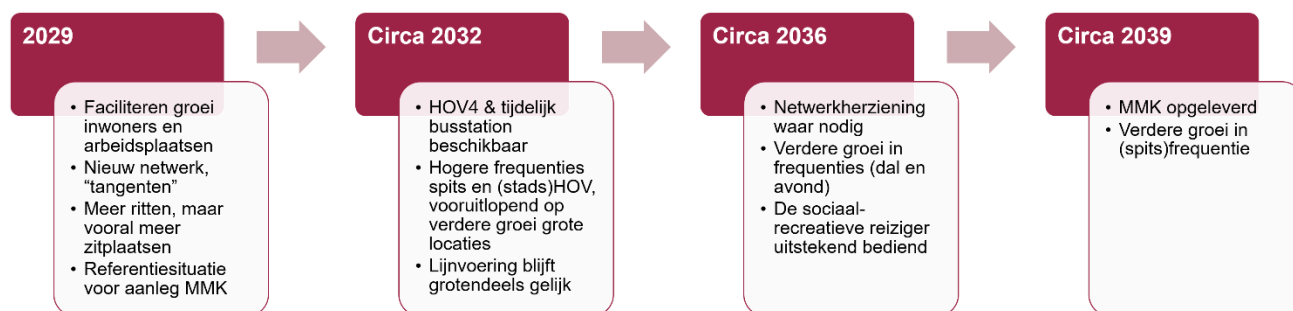 2029
• Faciliteren groei
inwoners en
arbeidsplaatsen
• Nieuw netwerk,
“tangenten”
• Meer ritten, maar
vooral meer
zitplaatsen
• Referentiesituatie
voor aanleg MMK
Circa 2032
• HOV4 & tijdelijk
busstation
beschikbaar
• Hogere frequenties
spits en (stads)HOV,
vooruitlopend op
verdere groei grote
locaties
• Lijnvoering blijft
grotendeels gelijk
Circa 2036
• Netwerkherziening
waar nodig
• Verdere groei in
frequenties (dal en
avond)
• De sociaal-
recreatieve reiziger
uitstekend bediend
Circa 2039
• MMK opgeleverd
• Verdere groei in
(spits)frequentie